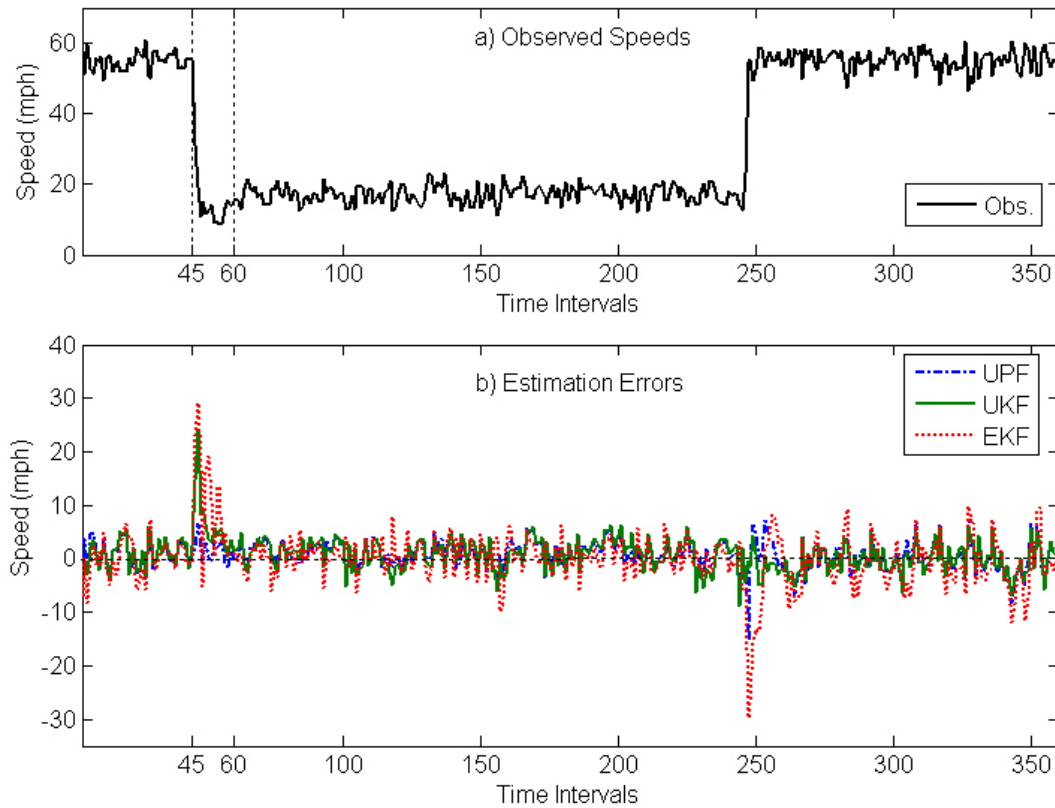 a) Observed Speeds
Speed (mph)
60
40
20
0
Obs.
45 60 100 150 200 250 300 350
Time Intervals
b) Estimation Errors
Speed (mph)
40
30
20
10
0
-10
-20
-30
UPF
UKF
EKF
45 60 100 150 200 250 300 350
Time Intervals